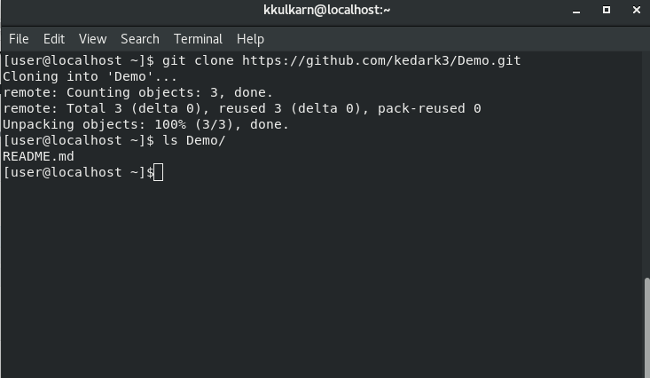 kkulkarn@localhost:~
File Edit View Search Terminal Help
[user@localhost ~]$ git clone https://github.com/kedark3/Demo.git
Cloning into 'Demo'...
remote: Counting objects: 3, done.
remote: Total 3 (delta 0), reused 3 (delta 0), pack-reused 0
Unpacking objects: 100% (3/3), done.
[user@localhost ~]$ ls Demo/
README.md
[user@localhost ~]$